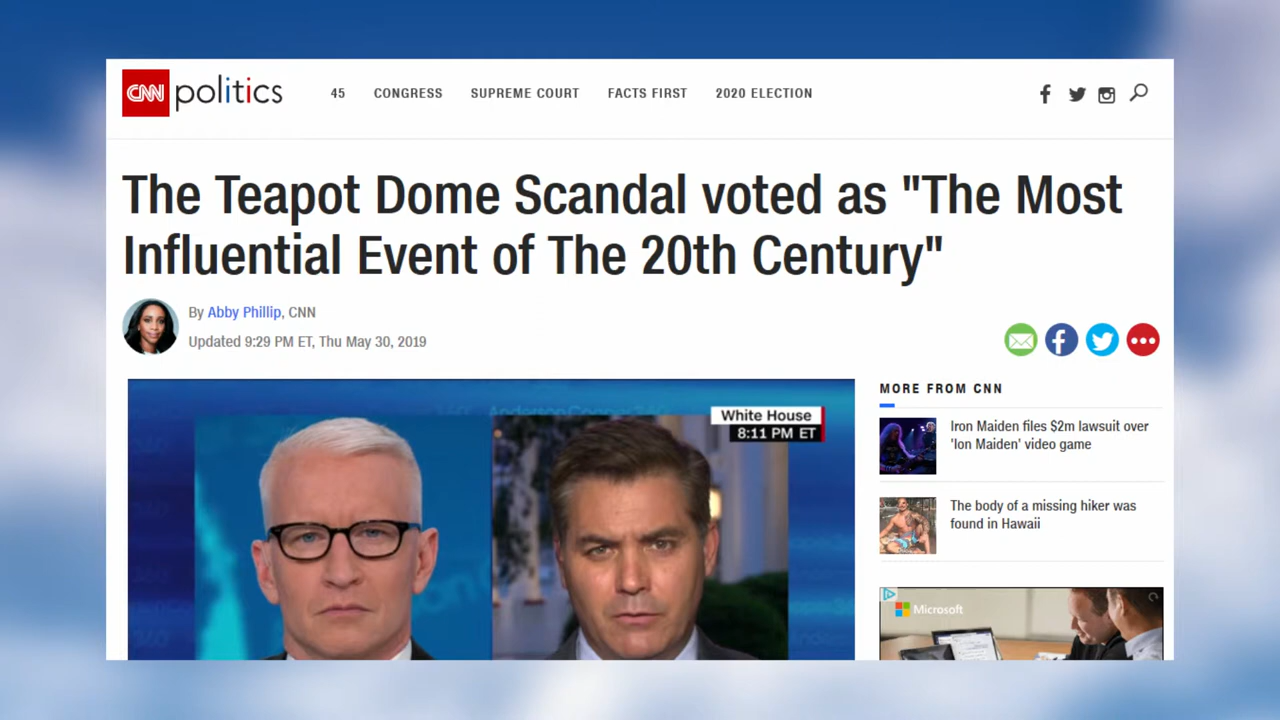 CNN politics
45 CONGRESS SUPREME COURT FACTS FIRST 2020 ELECTION
The Teapot Dome Scandal voted as "The Most
Influential Event of The 20th Century"
By Abby Phillip, CNN
Updated 9:29 PM ET, Thu May 30, 2019
White House
8:11 PM ET
MORE FROM CNN
Iron Maiden files $2m lawsuit over
'Ion Maiden' video game
The body of a missing hiker was
found in Hawaii
Microsoft